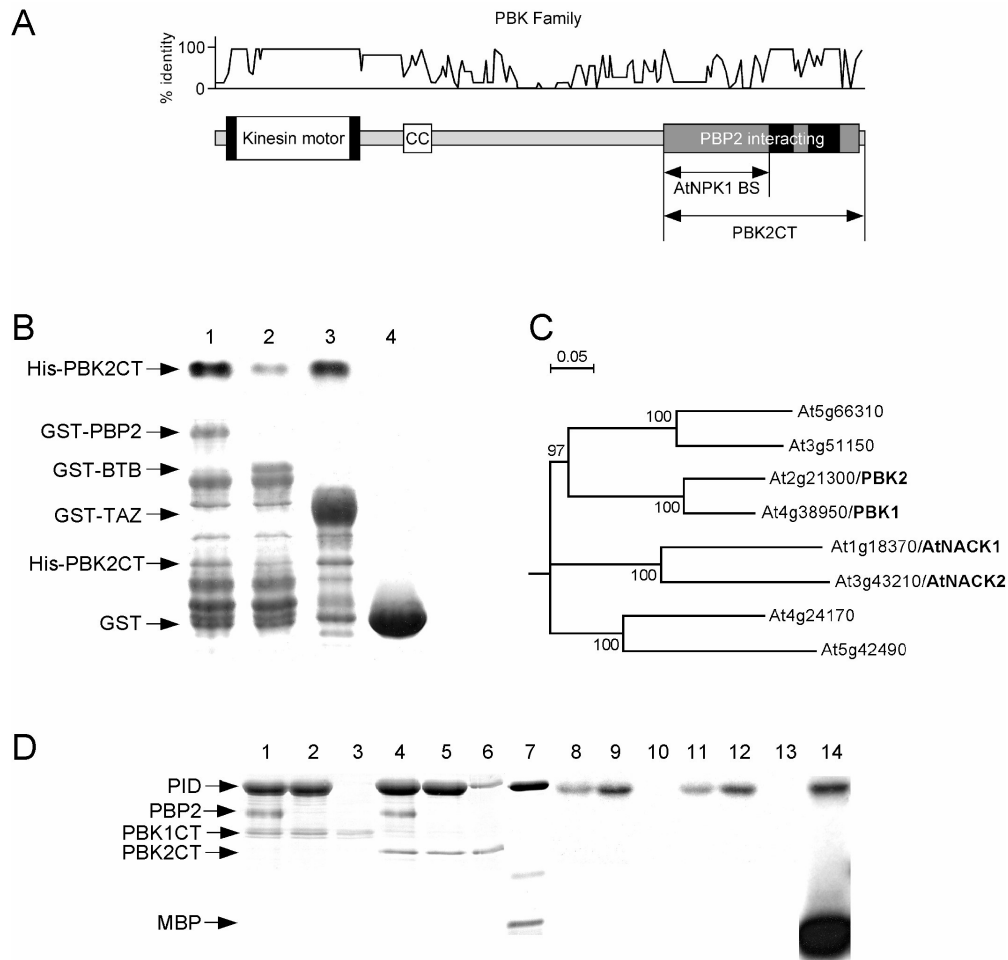 A
PBK Family
% identity
100
0
Kinesin motor
CC
PBP2 interacting
AtNPK1 BS
PBK2CT
B
1 2 3 4
His-PBK2CT
GST-PBP2
GST-BTB
GST-TAZ
His-PBK2CT
GST
C
0.05
100
At5g66310
At3g51150
97
At2g21300/PBK2
100
At4g38950/PBK1
At1g18370/AtNACK1
100
At3g43210/AtNACK2
At4g24170
100
At5g42490
D
1 2 3 4 5 6 7 8 9 10 11 12 13 14
PID
PBP2
PBK1CT
PBK2CT
MBP